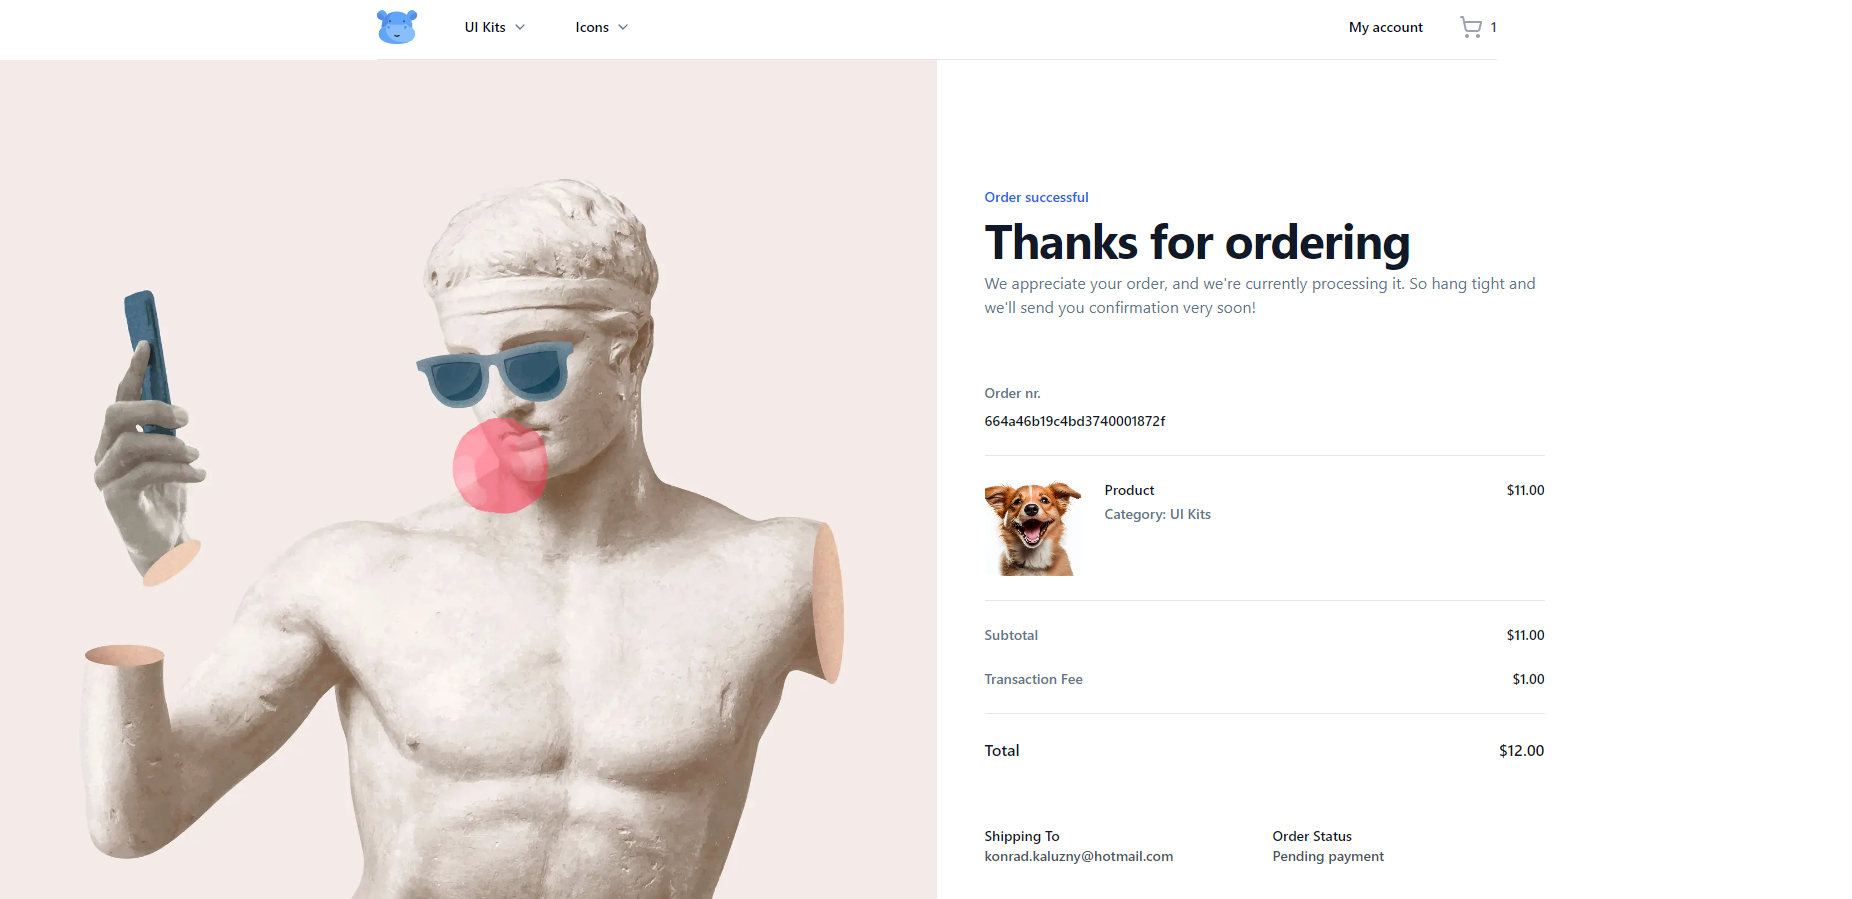 UI Kits
Icons
My account
1
Order successful
Thanks for ordering
We appreciate your order, and we're currently processing it. So hang tight and
we'll send you confirmation very soon!
Order nr.
664a46b19c4bd3740001872f
Product
$11.00
Category: UI Kits
Subtotal
$11.00
Transaction Fee
$1.00
Total
$12.00
Shipping To
konrad.kaluzny@hotmail.com
Order Status
Pending payment